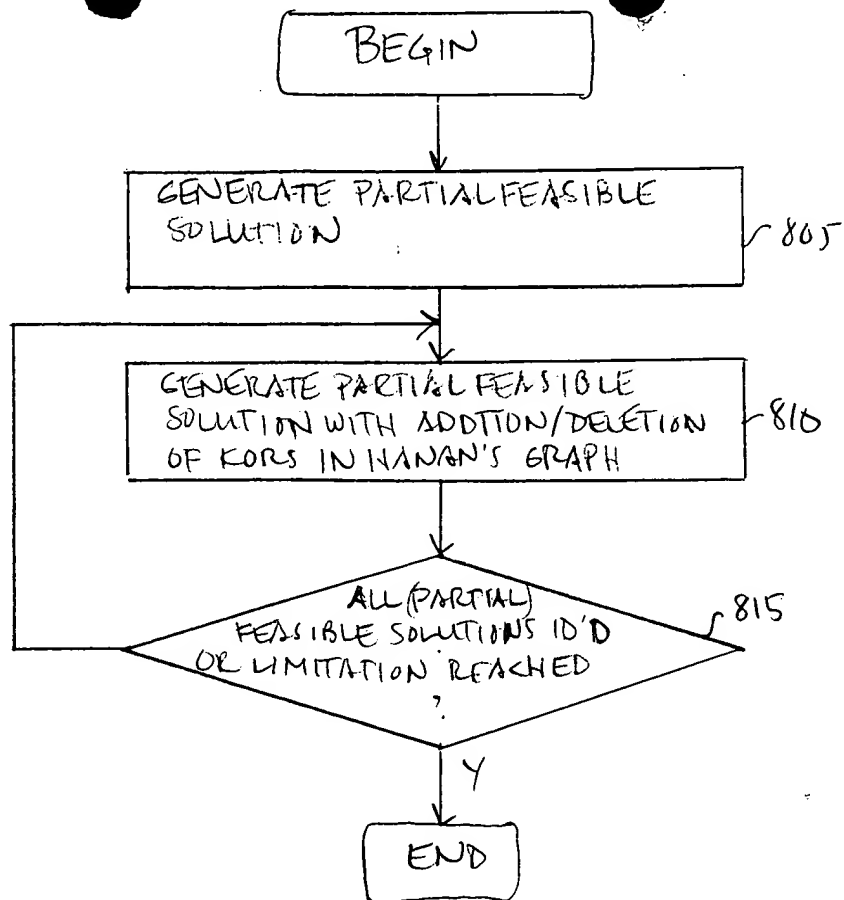 BEGIN
GENERATE PARTIAL FEASIBLE
SOLUTION
805
GENERATE PARTIAL FEASIBLE
SOLUTION WITH ADDTION/DELETION
OF KORS IN HANAN'S GRAPH
810
ALL (PARTIAL)
FEASIBLE SOLUTIONS ID'D
OR LIMITATION REACHED
?
815
Y
END